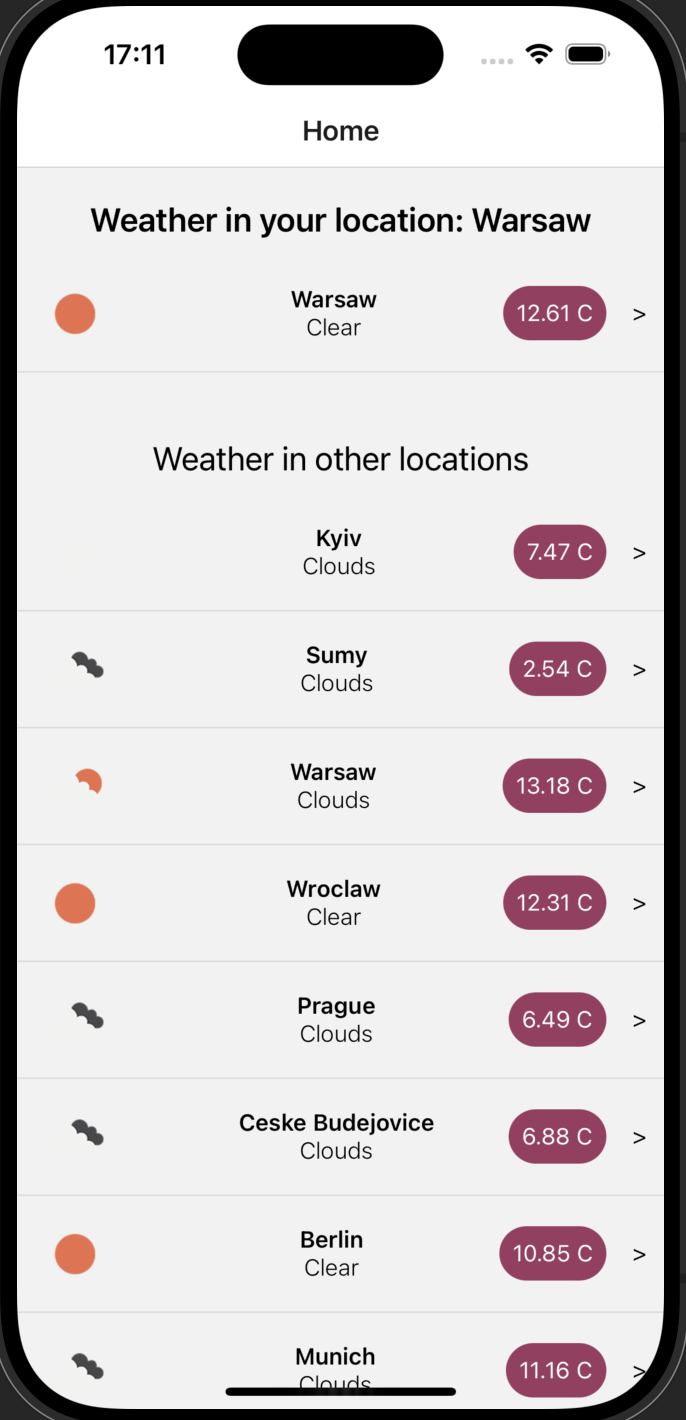 17:11
Home
Weather in your location: Warsaw
Warsaw
Clear
12.61 C
>
Weather in other locations
Kyiv
Clouds
7.47 C
>
Sumy
Clouds
2.54 C
>
Warsaw
Clouds
13.18 C
>
Wroclaw
Clear
12.31 C
>
Prague
Clouds
6.49 C
>
Ceske Budejovice
Clouds
6.88 C
>
Berlin
Clear
10.85 C
>
Munich
Clouds
11.16 C
>